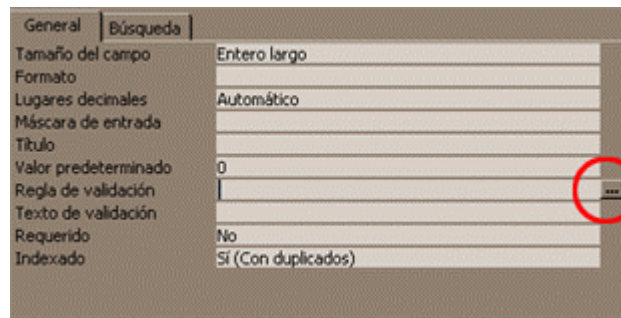 General Búsqueda
Tamaño del campo Entero largo
Formato
Lugares decimales Automático
Máscara de entrada
Título
Valor predeterminado 0
Regla de validación ...
Texto de validación
Requerido No
Indexado Sí (Con duplicados)